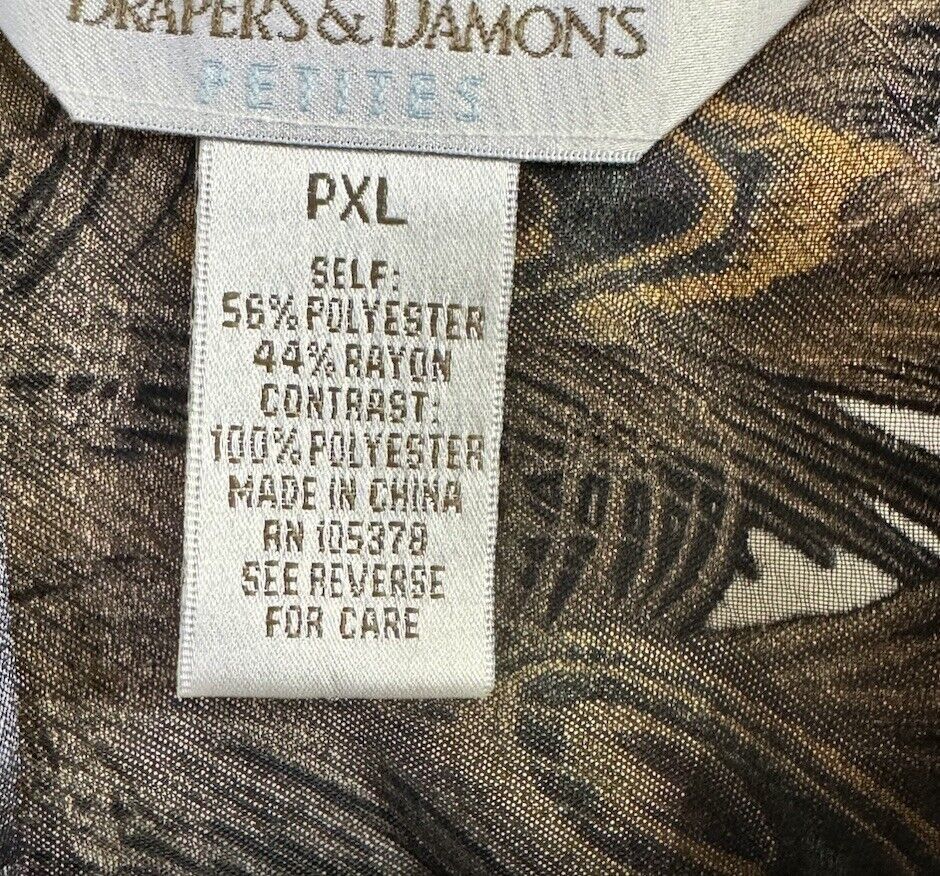 DRAPERS & DAMON'S
PETITES
PXL
SELF:
56% POLYESTER
44% RAYON
CONTRAST:
100% POLYESTER
MADE IN CHINA
RN 105378
SEE REVERSE
FOR CARE